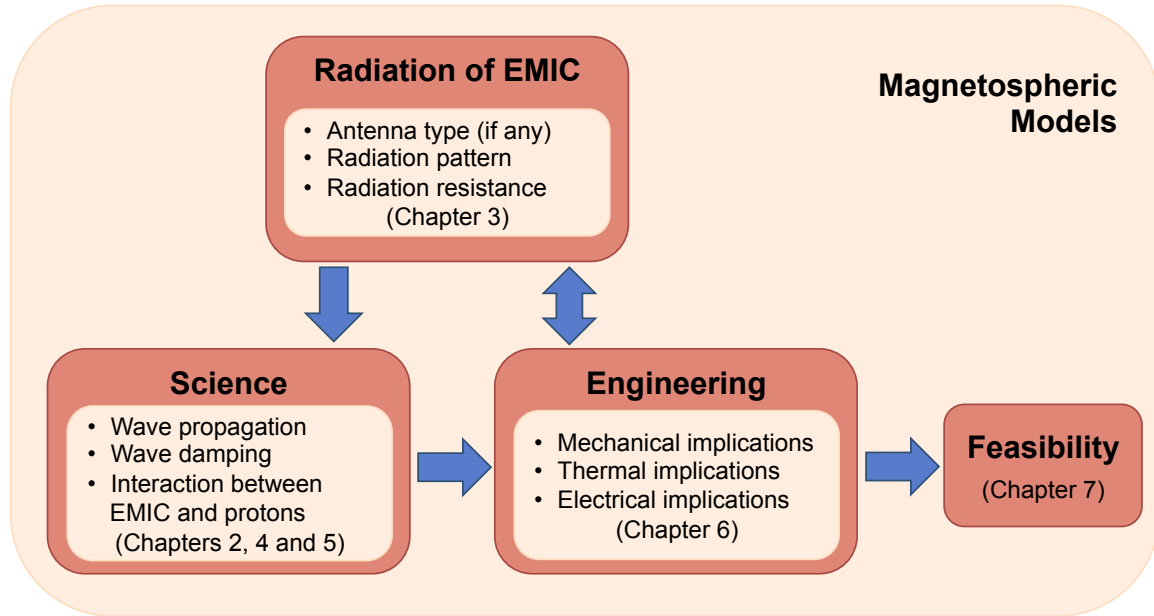 Radiation of EMIC
• Antenna type (if any)
• Radiation pattern
• Radiation resistance
(Chapter 3)
Magnetospheric
Models
Science
• Wave propagation
• Wave damping
• Interaction between
EMIC and protons
(Chapters 2, 4 and 5)
Engineering
• Mechanical implications
• Thermal implications
• Electrical implications
(Chapter 6)
Feasibility
(Chapter 7)